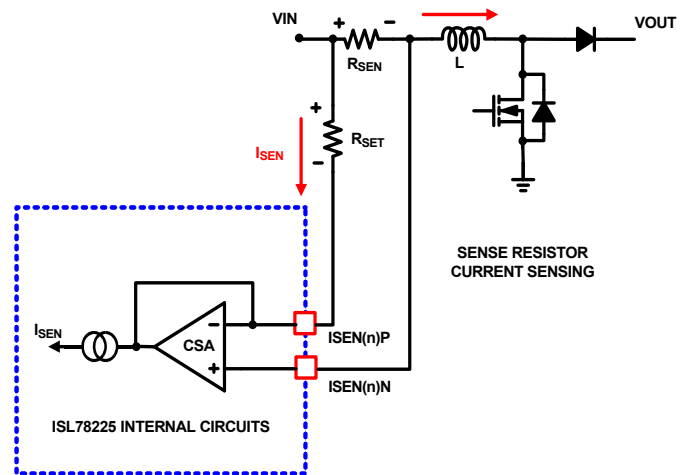 VIN
+
-
VOUT
RSEN
L
+
ISEN
RSET
-
SENSE RESISTOR
CURRENT SENSING
ISEN
-
CSA
+
ISEN(n)P
ISEN(n)N
ISL78225 INTERNAL CIRCUITS